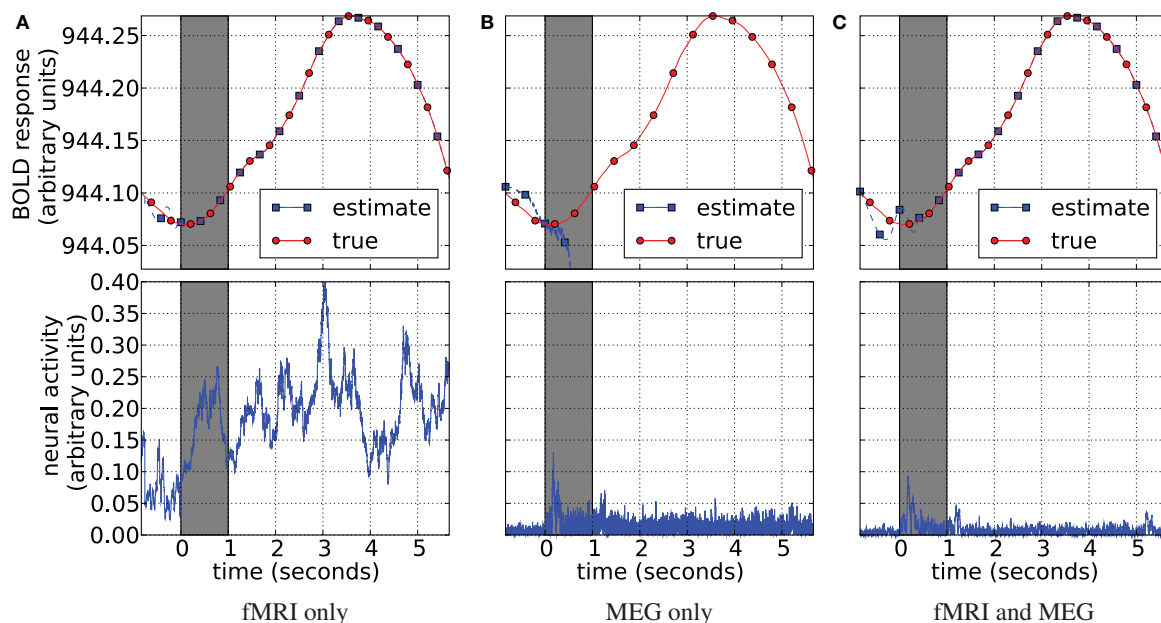 A
B
C
BOLD response
(arbitrary units)
944.25
944.20
944.15
944.10
944.05
estimate
true
estimate
true
estimate
true
neural activity
(arbitrary units)
0.40
0.35
0.30
0.25
0.20
0.15
0.10
0.05
0.00
0 1 2 3 4 5
0 1 2 3 4 5
0 1 2 3 4 5
time (seconds)
time (seconds)
time (seconds)
fMRI only
MEG only
fMRI and MEG